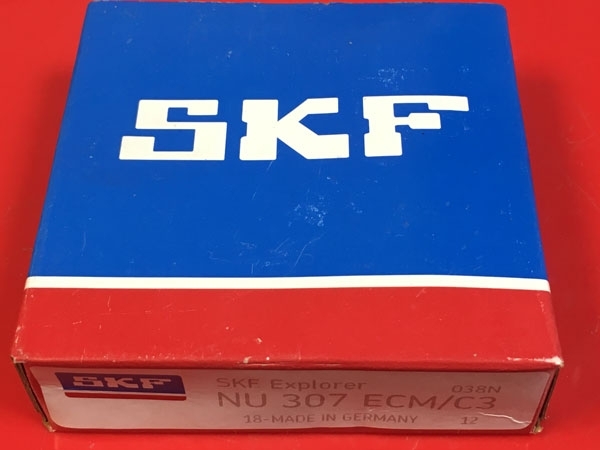 SKF
SKF
SKF Explorer 038N
NU 307 ECM/C3
18-MADE IN GERMANY 12